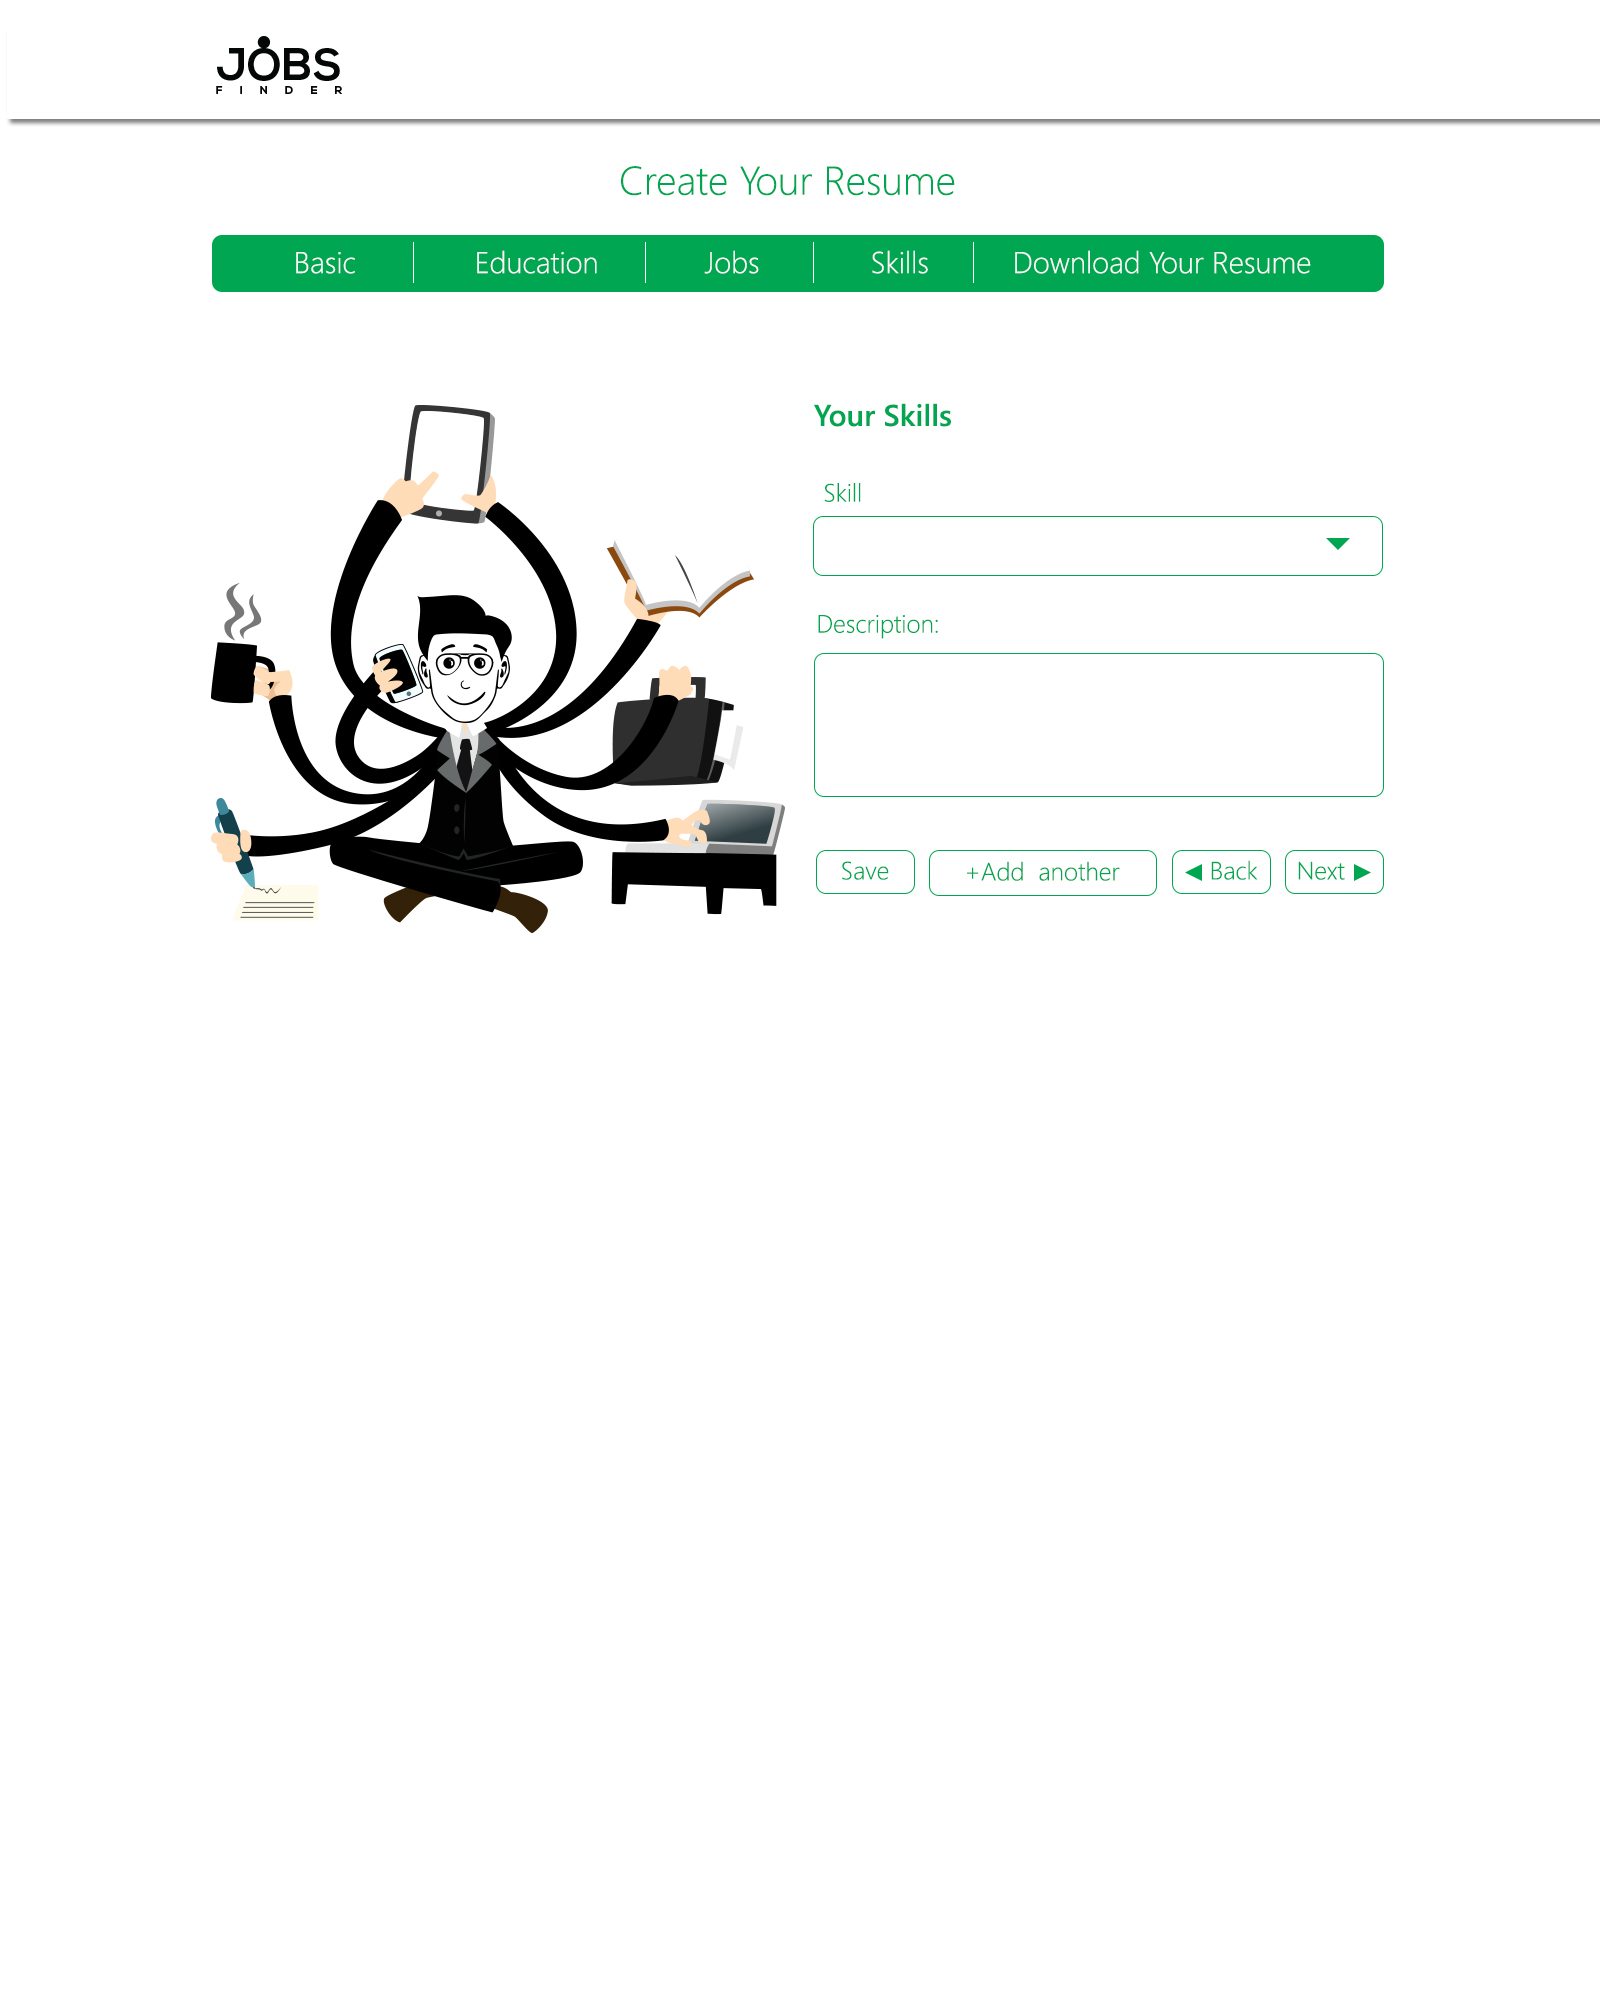 JOBS
FINDER
Create Your Resume
Basic Education Jobs Skills Download Your Resume
Your Skills
Skill
Description:
Save +Add another ◀ Back Next ▶